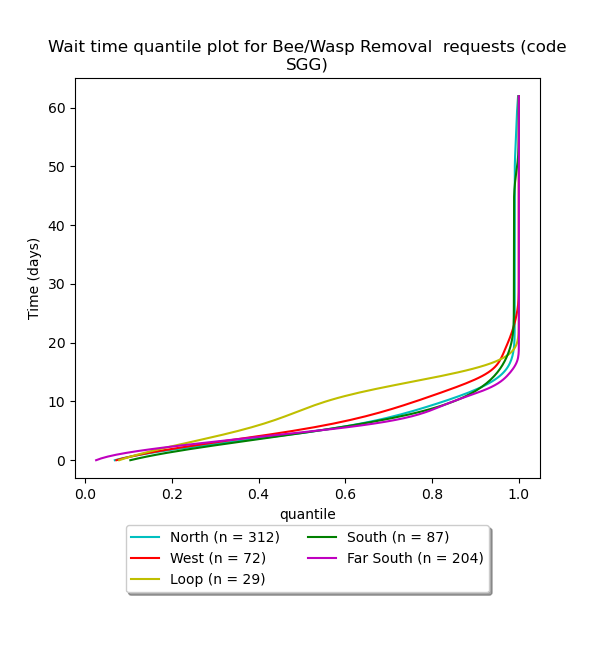 Wait time quantile plot for Bee/Wasp Removal  requests (code
SGG)
60
50
40
30
20
10
0
Time (days)
0.0 0.2 0.4 0.6 0.8 1.0
quantile
North (n = 312)
West (n = 72)
Loop (n = 29)
South (n = 87)
Far South (n = 204)